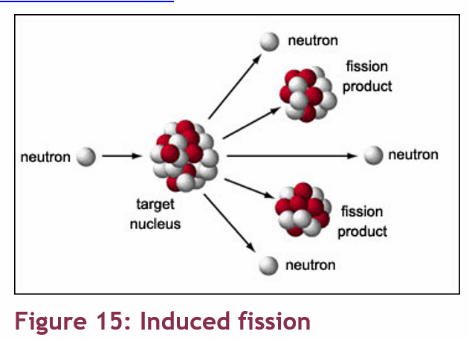 neutron
fission
product
neutron
neutron
target
nucleus
fission
product
neutron
Figure 15: Induced fission